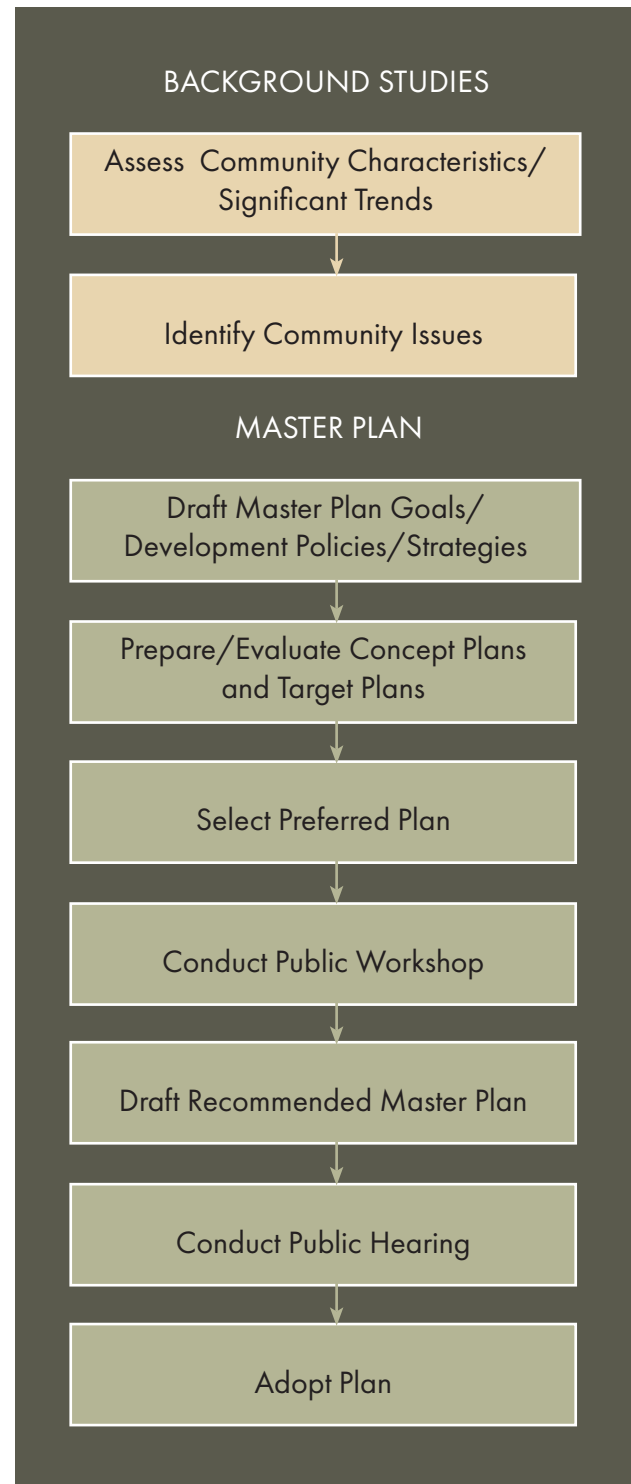 BACKGROUND STUDIES
Assess Community Characteristics/
Significant Trends
Identify Community Issues
MASTER PLAN
Draft Master Plan Goals/
Development Policies/Strategies
Prepare/Evaluate Concept Plans
and Target Plans
Select Preferred Plan
Conduct Public Workshop
Draft Recommended Master Plan
Conduct Public Hearing
Adopt Plan